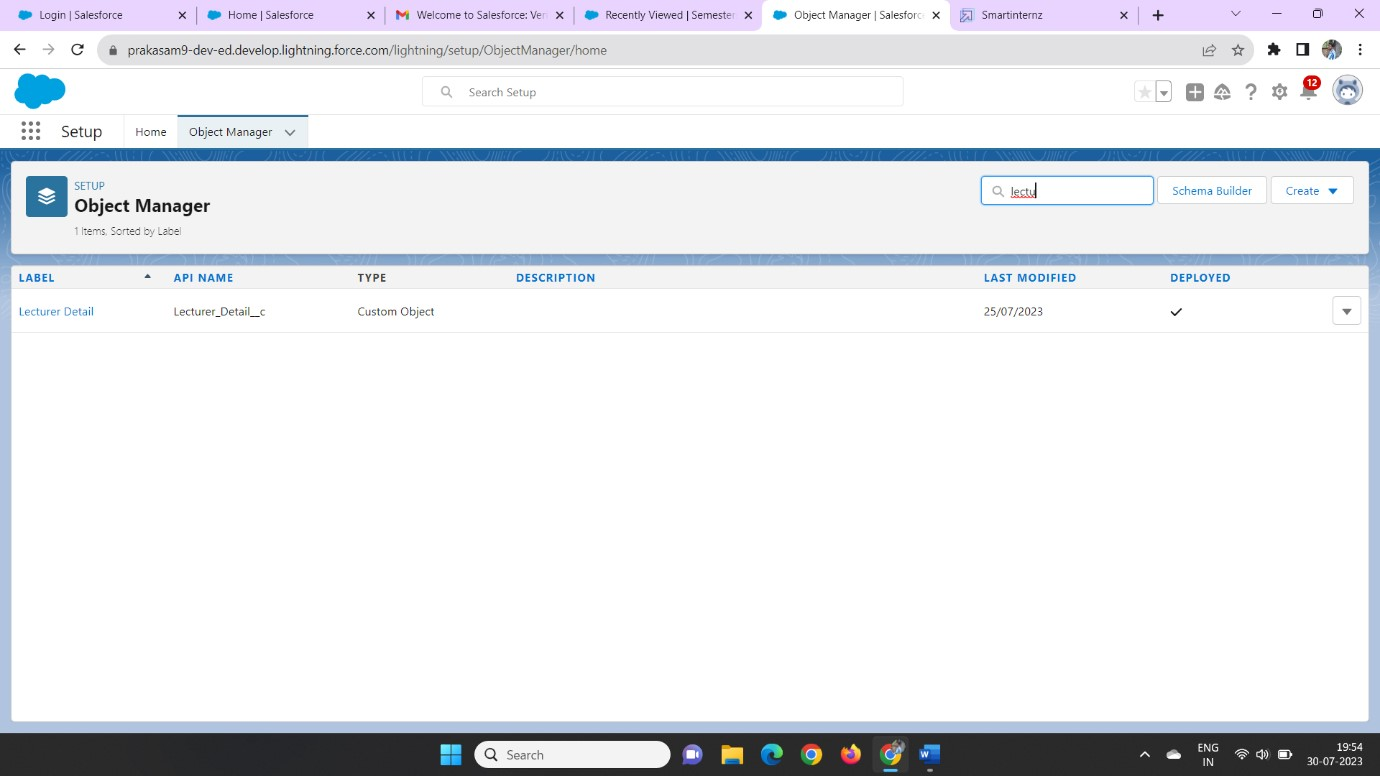 Login | Salesforce
Home | Salesforce
Welcome to Salesforce: Ver
Recently Viewed | Semester
Object Manager | Salesforce
Smartinternz
prakasam9-dev-ed.develop.lightning.force.com/lightning/setup/ObjectManager/home
Search Setup
12
Setup
Home
Object Manager
SETUP
Object Manager
1 Items, Sorted by Label
lectu
Schema Builder
Create
LABEL API NAME TYPE DESCRIPTION LAST MODIFIED DEPLOYED
Lecturer Detail Lecturer_Detail__c Custom Object 25/07/2023
Search
ENG
IN
19:54
30-07-2023